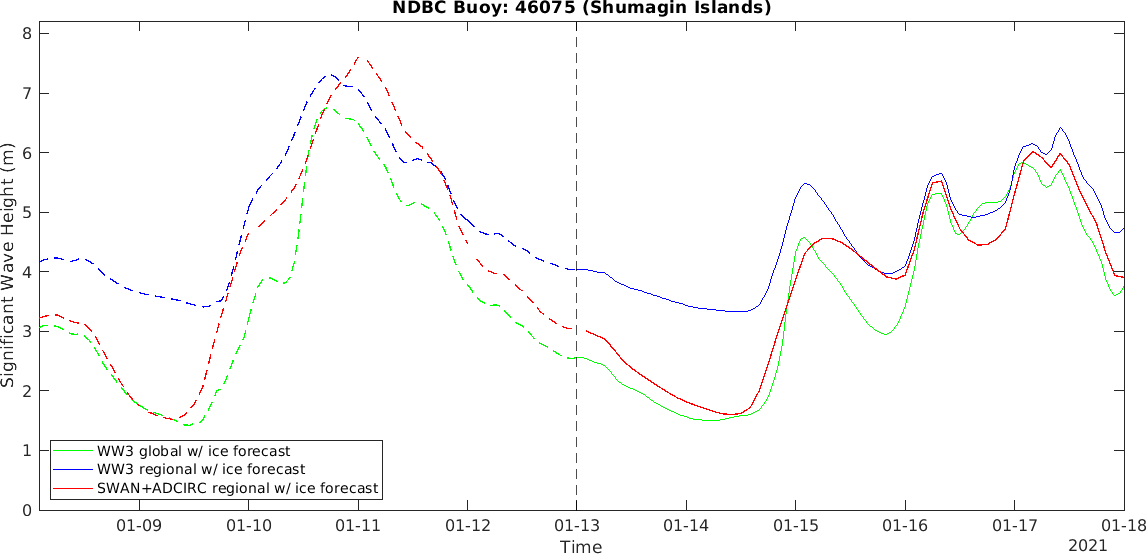 NDBC Buoy: 46075 (Shumagin Islands)
Significant Wave Height (m)
8
7
6
5
4
3
2
1
0
WW3 global w/ ice forecast
WW3 regional w/ ice forecast
SWAN+ADCIRC regional w/ ice forecast
01-09 01-10 01-11 01-12 01-13 01-14 01-15 01-16 01-17 01-18
Time
2021